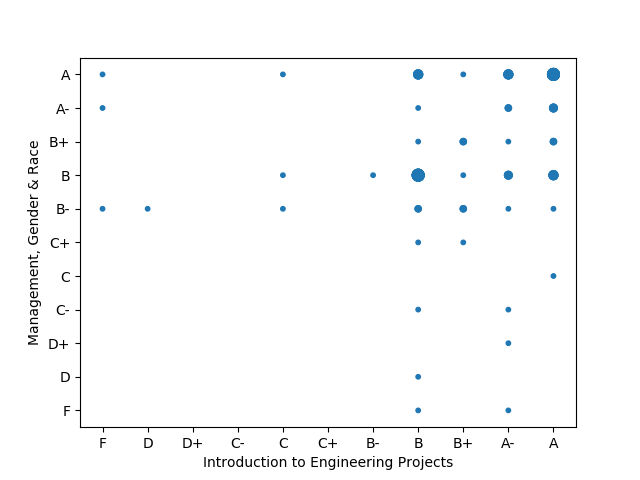 Management, Gender & Race
A
A-
B+
B
B-
C+
C
C-
D+
D
F
F D D+ C- C C+ B- B B+ A- A
Introduction to Engineering Projects